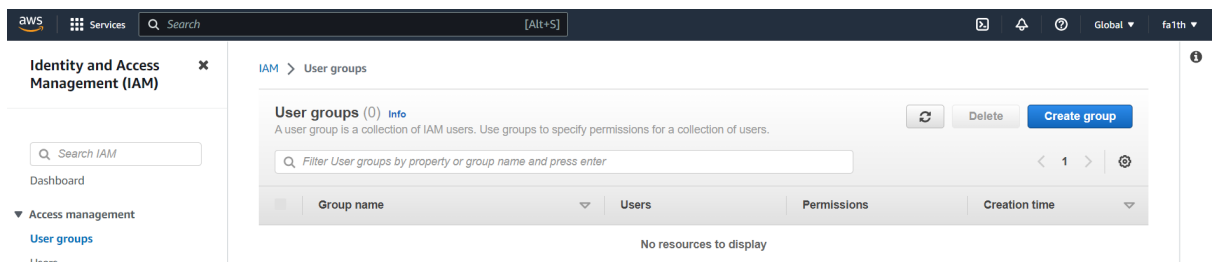 aws Services Search [Alt+S] Global ▼ fa1th ▼
Identity and Access Management (IAM)
Search IAM
Dashboard
▼ Access management
User groups
Users
IAM > User groups
User groups (0) Info
A user group is a collection of IAM users. Use groups to specify permissions for a collection of users.
Delete
Create group
Filter User groups by property or group name and press enter
< 1 >
Group name Users Permissions Creation time
No resources to display